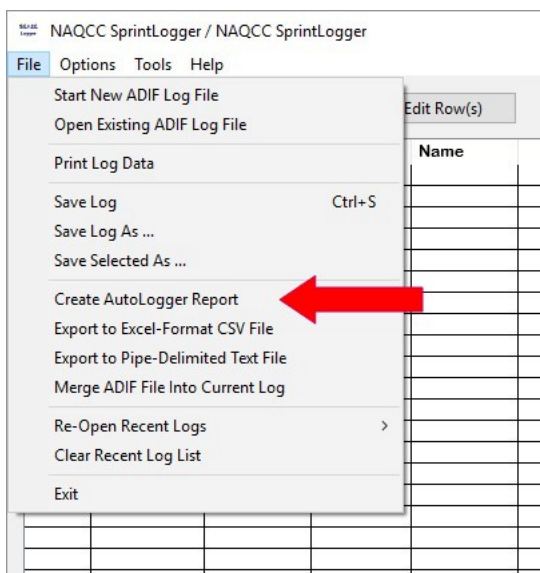 NAQCC SprintLogger / NAQCC SprintLogger
File Options Tools Help
Start New ADIF Log File
Open Existing ADIF Log File
Edit Row(s)
Print Log Data
Name
Save Log Ctrl+S
Save Log As ...
Save Selected As ...
Create AutoLogger Report
Export to Excel-Format CSV File
Export to Pipe-Delimited Text File
Merge ADIF File Into Current Log
Re-Open Recent Logs >
Clear Recent Log List
Exit